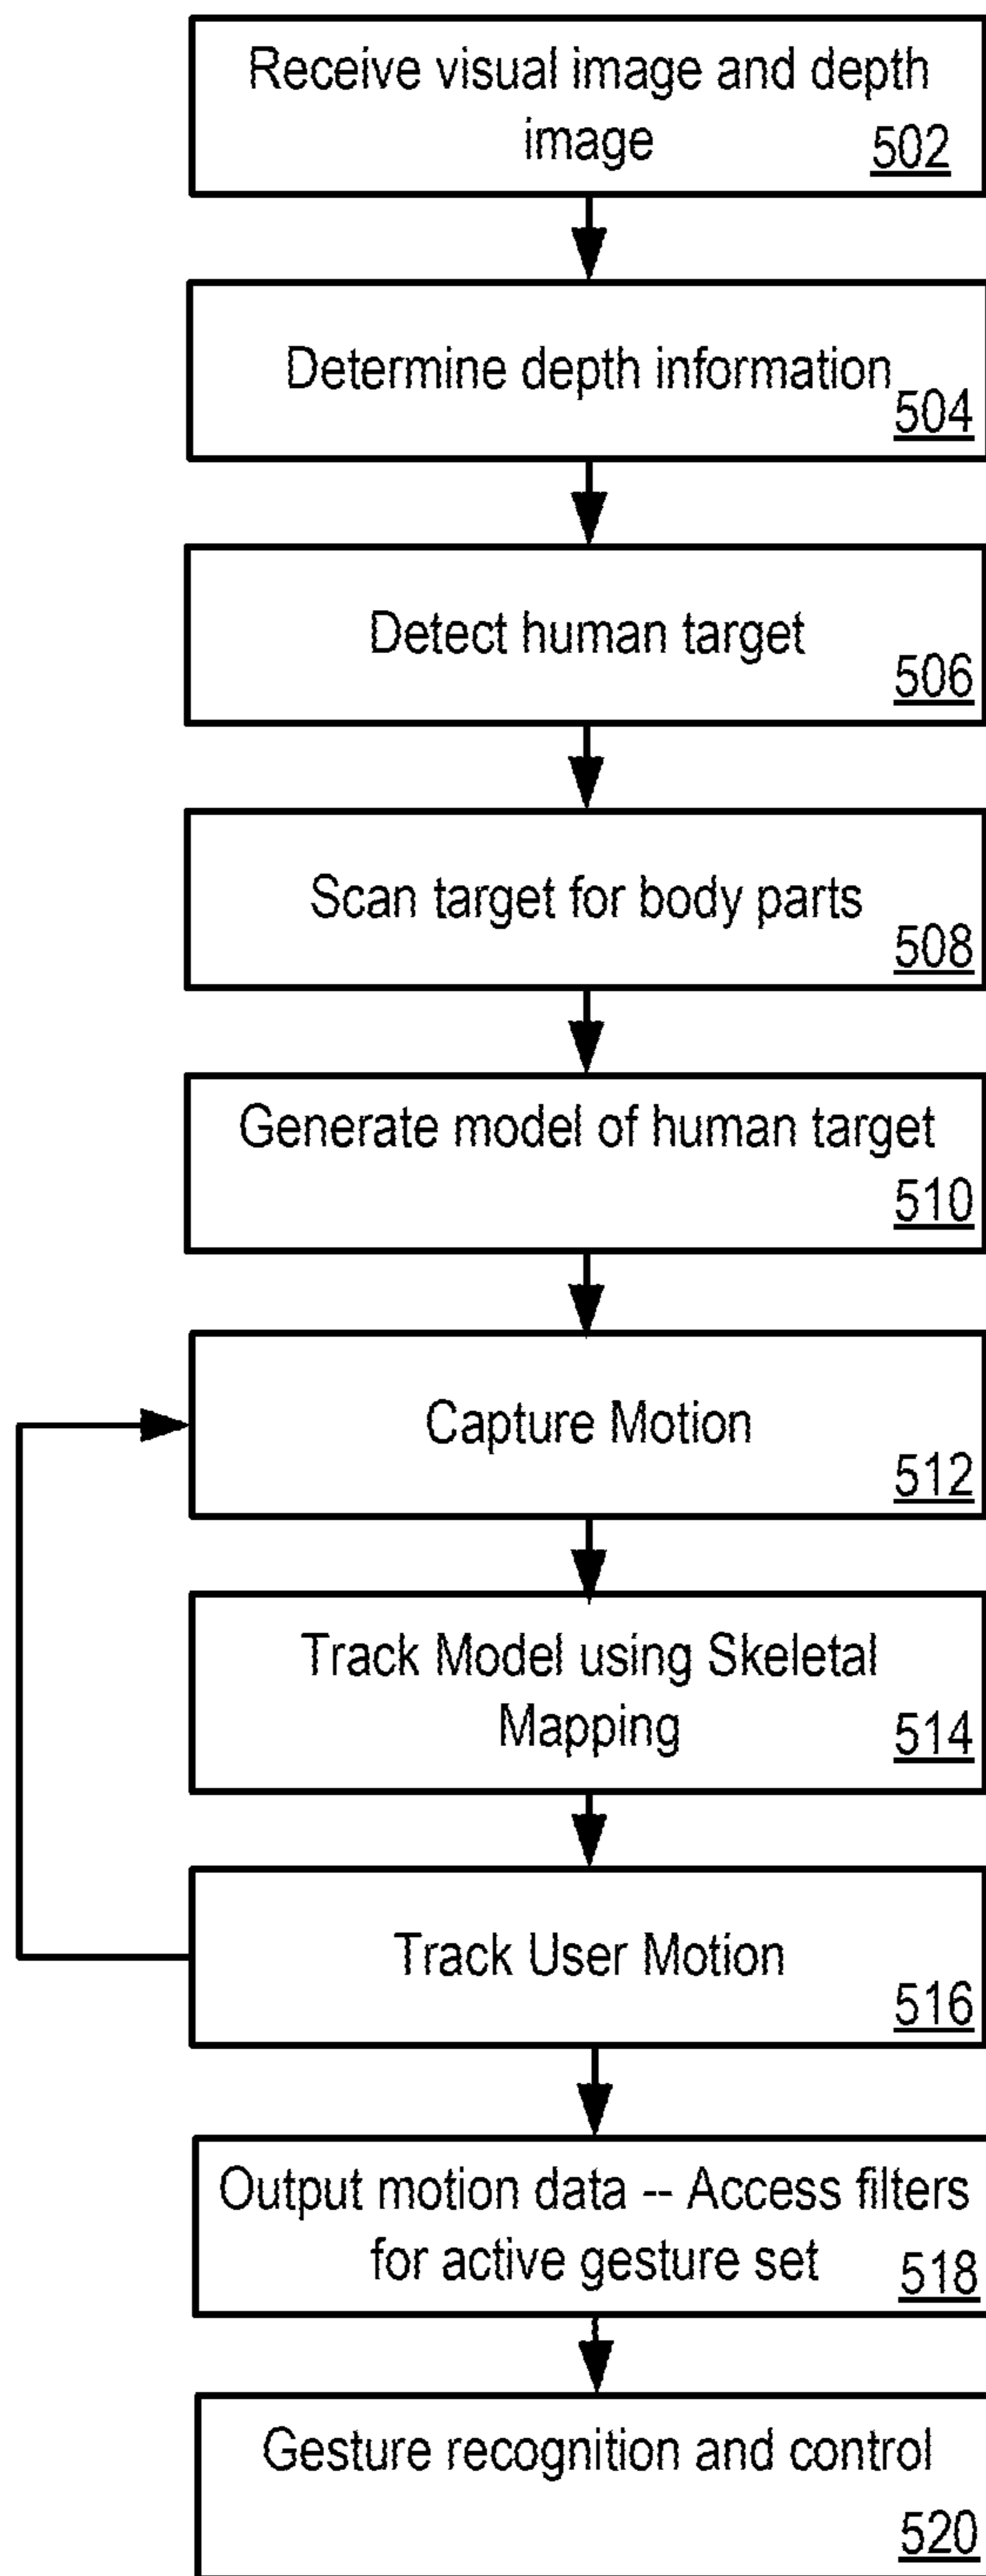 Receive visual image and depth
image
502
Determine depth information
504
Detect human target
506
Scan target for body parts
508
Generate model of human target
510
Capture Motion
512
Track Model using Skeletal
Mapping
514
Track User Motion
516
Output motion data -- Access filters
for active gesture set
518
Gesture recognition and control
520